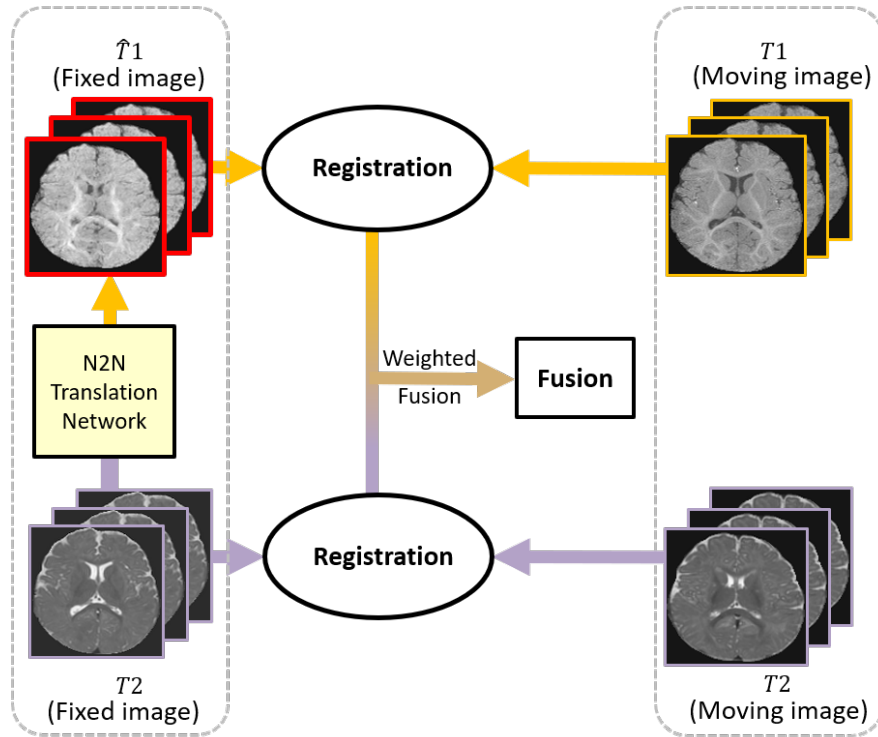 T̂1
(Fixed image)
T1
(Moving image)
Registration
Registration
N2N
Translation
Network
Weighted
Fusion
Fusion
T2
(Fixed image)
T2
(Moving image)